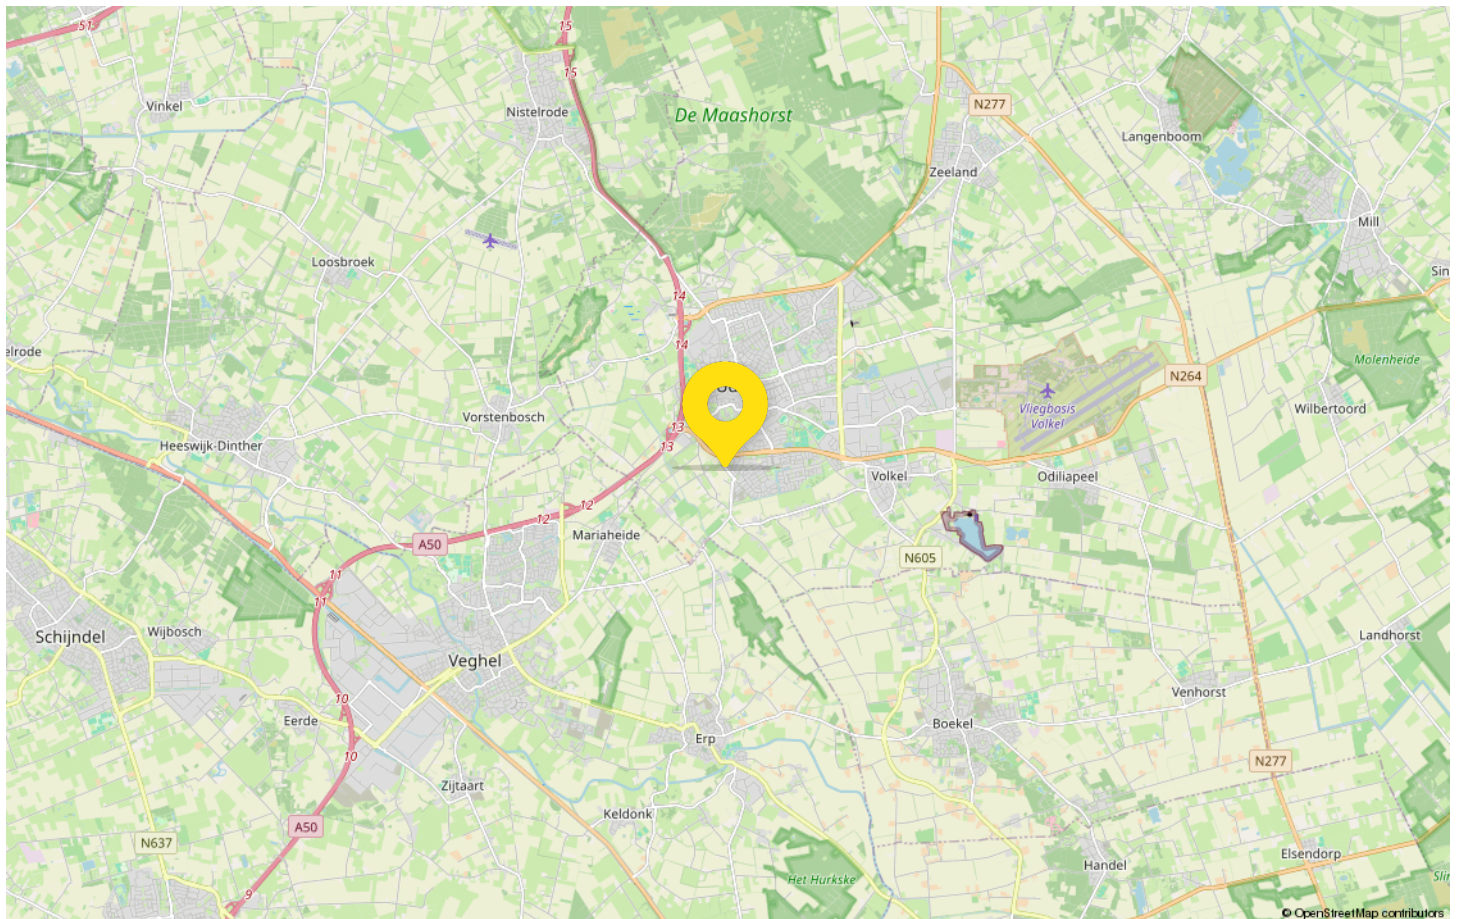 51
15
15
Vinkel
Nistelrode
De Maashorst
N277
Langenboom
Zeeland
Mill
Loosbroek
Sin
14
14
elrode
Molenheide
N264
Vliegbasis
Volkel
Wilbertoord
Vorstenbosch
13
13
Heeswijk-Dinther
Volkel
Odiliapeel
12
12
Mariaheide
A50
N605
11
11
Schijndel
Wijbosch
Landhorst
Veghel
Venhorst
10
Eerde
Boekel
Erp
10
N277
Zijtaart
Keldonk
A50
N637
Elsendorp
Handel
Het Hurkske
Slir
9
© OpenStreetMap contributors